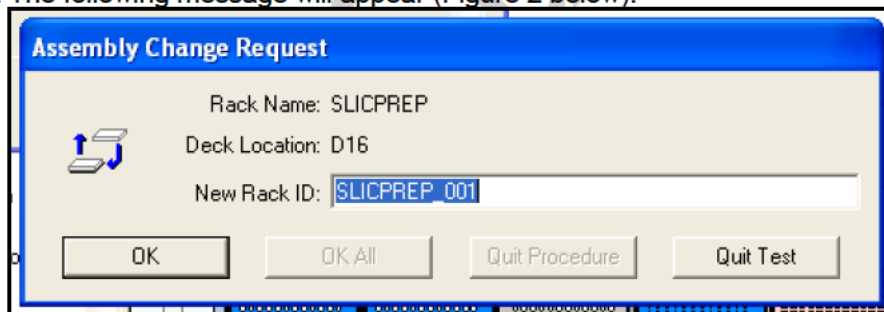 The following message will appear (Figure 2 below).
Assembly Change Request
Rack Name: SLICPREP
Deck Location: D16
New Rack ID: SLICPREP_001
OK OK All Quit Procedure Quit Test